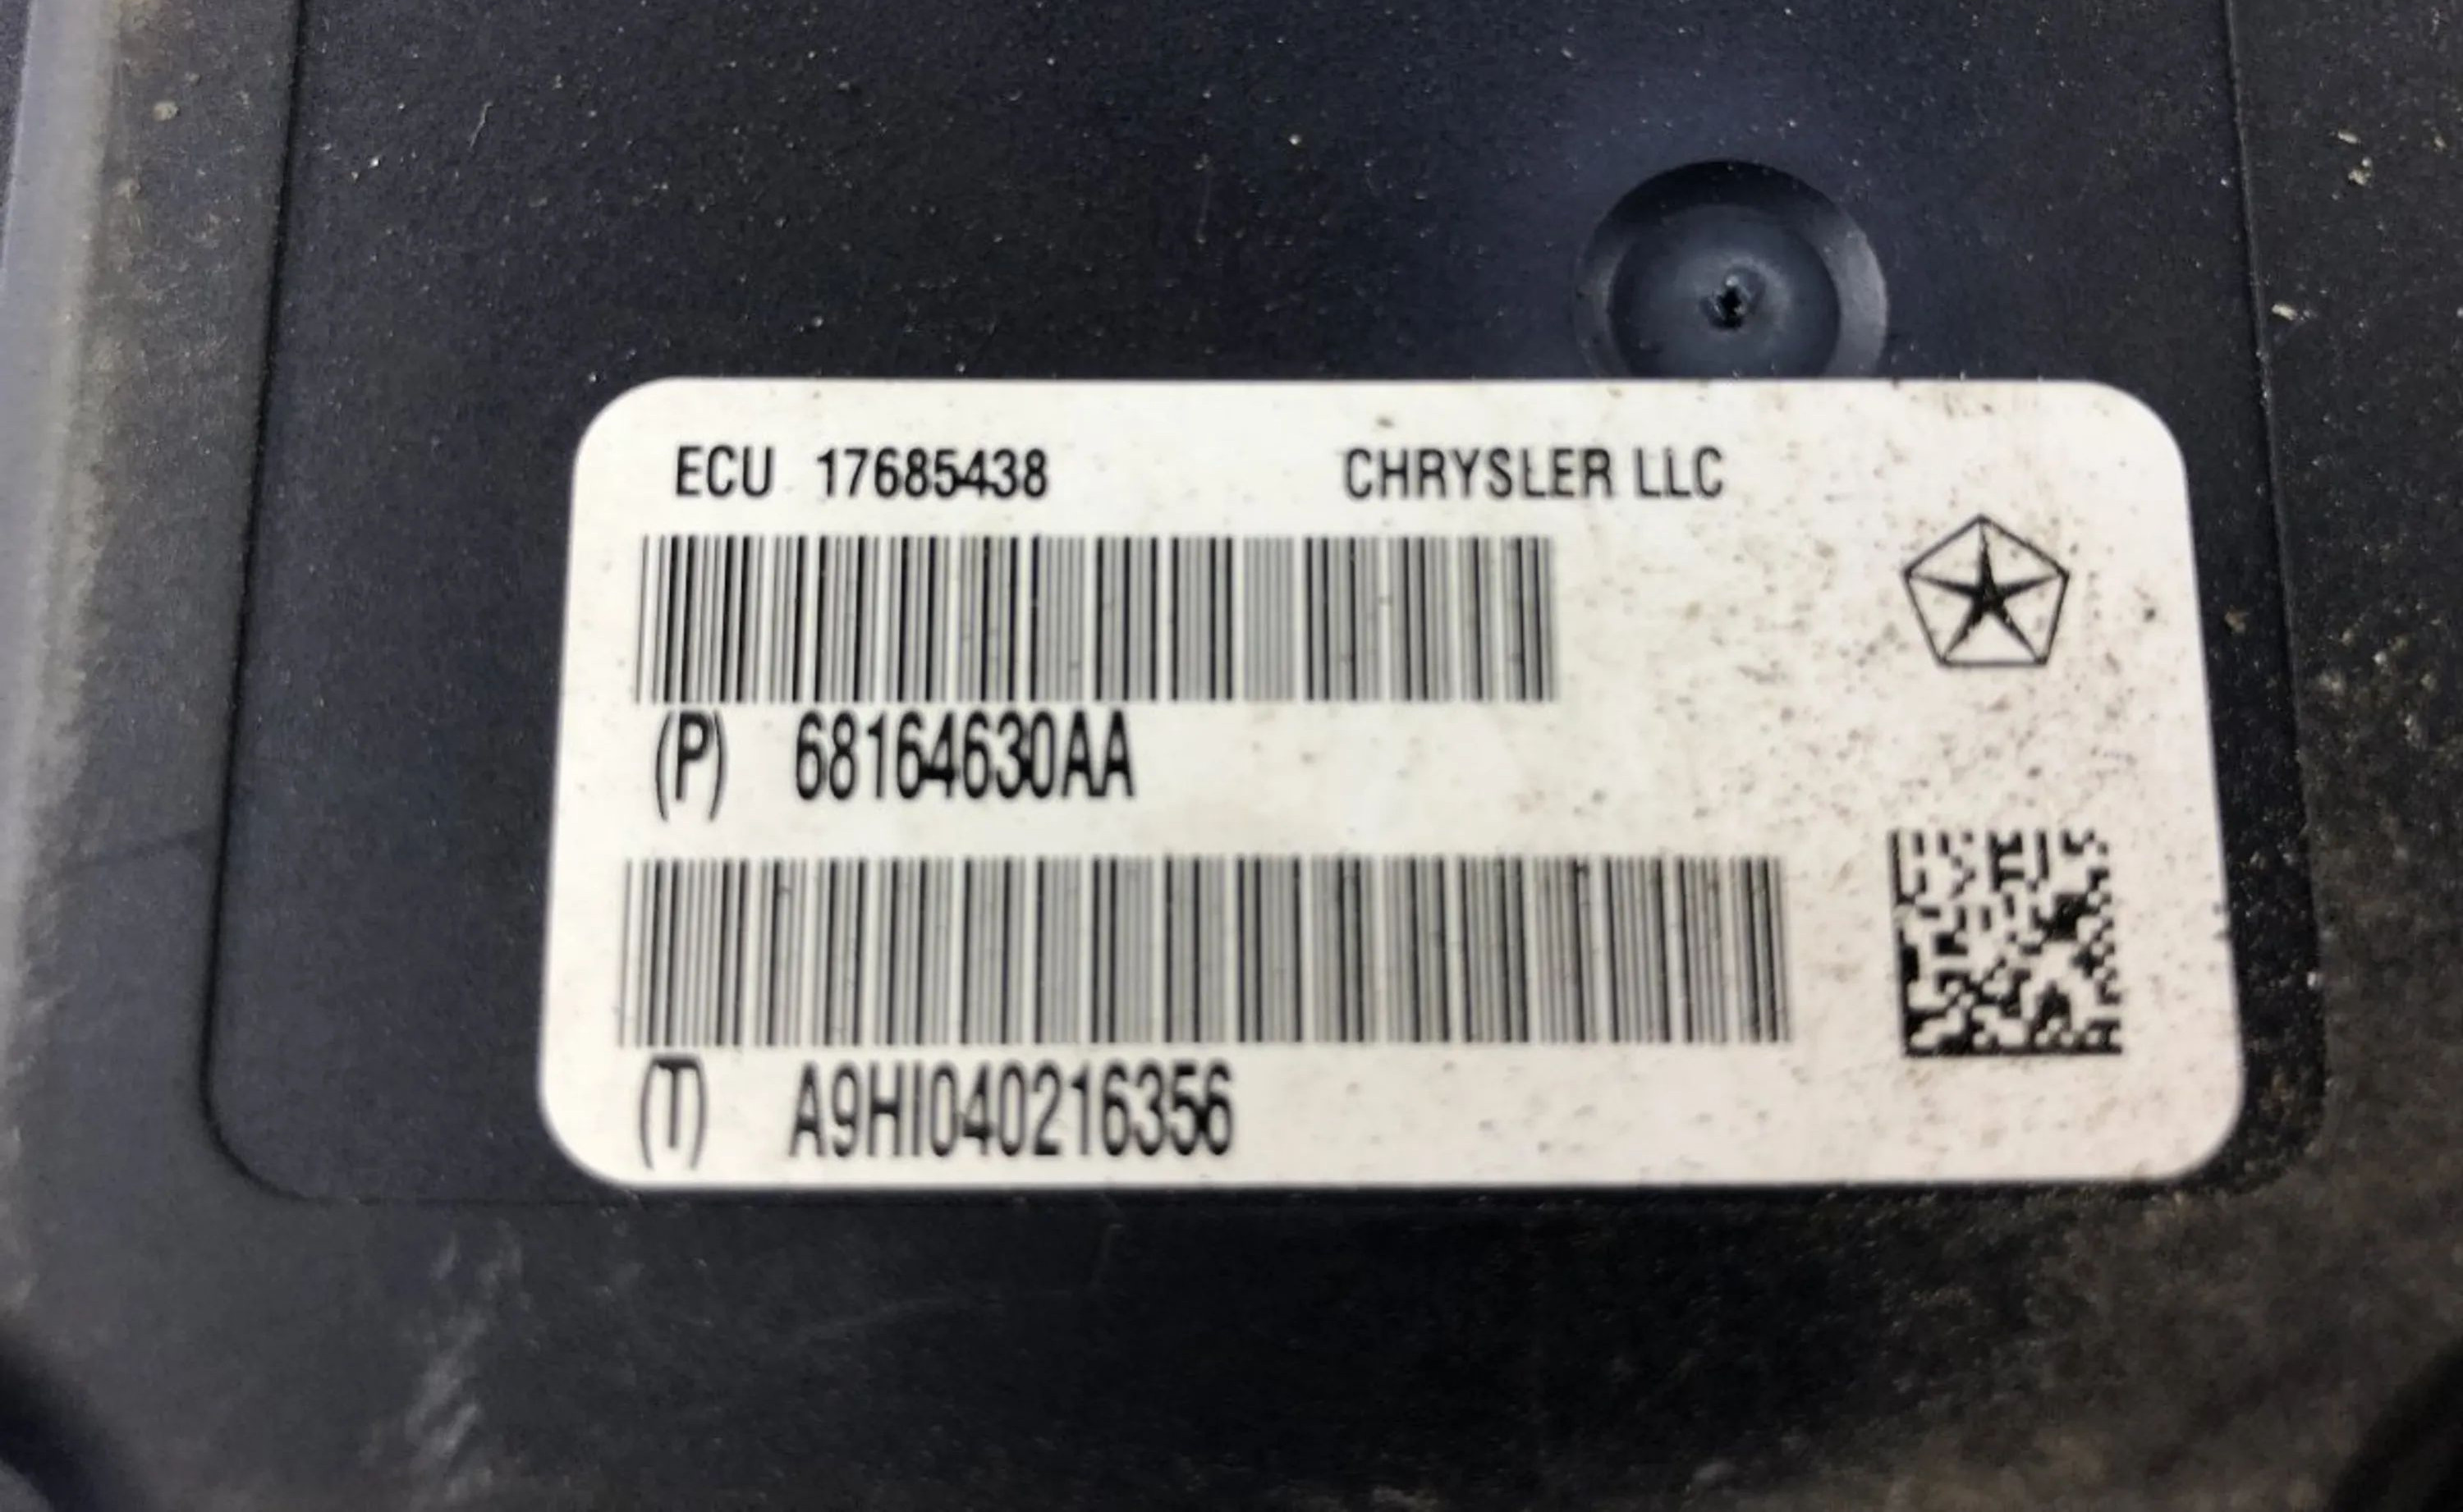 ECU 17685438 CHRYSLER LLC
(P) 68164630AA
(T) A9HI040216356